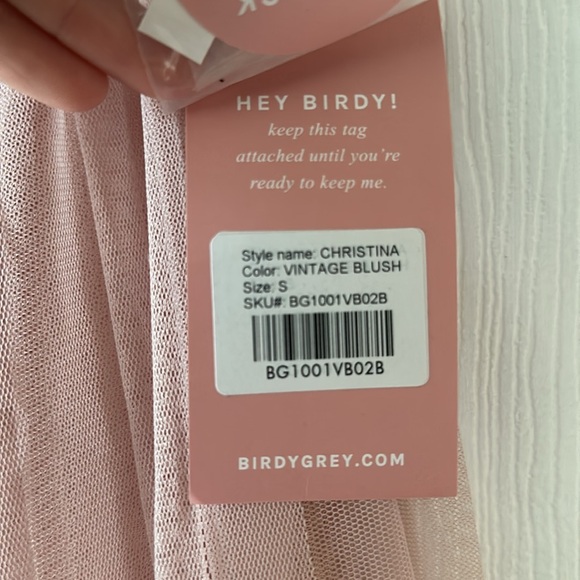 CK
HEY BIRDY!
keep this tag
attached until you're
ready to keep me.
Style name: CHRISTINA
Color: VINTAGE BLUSH
Size: S
SKU#: BG1001VB02B
BG1001VB02B
BIRDYGREY.COM